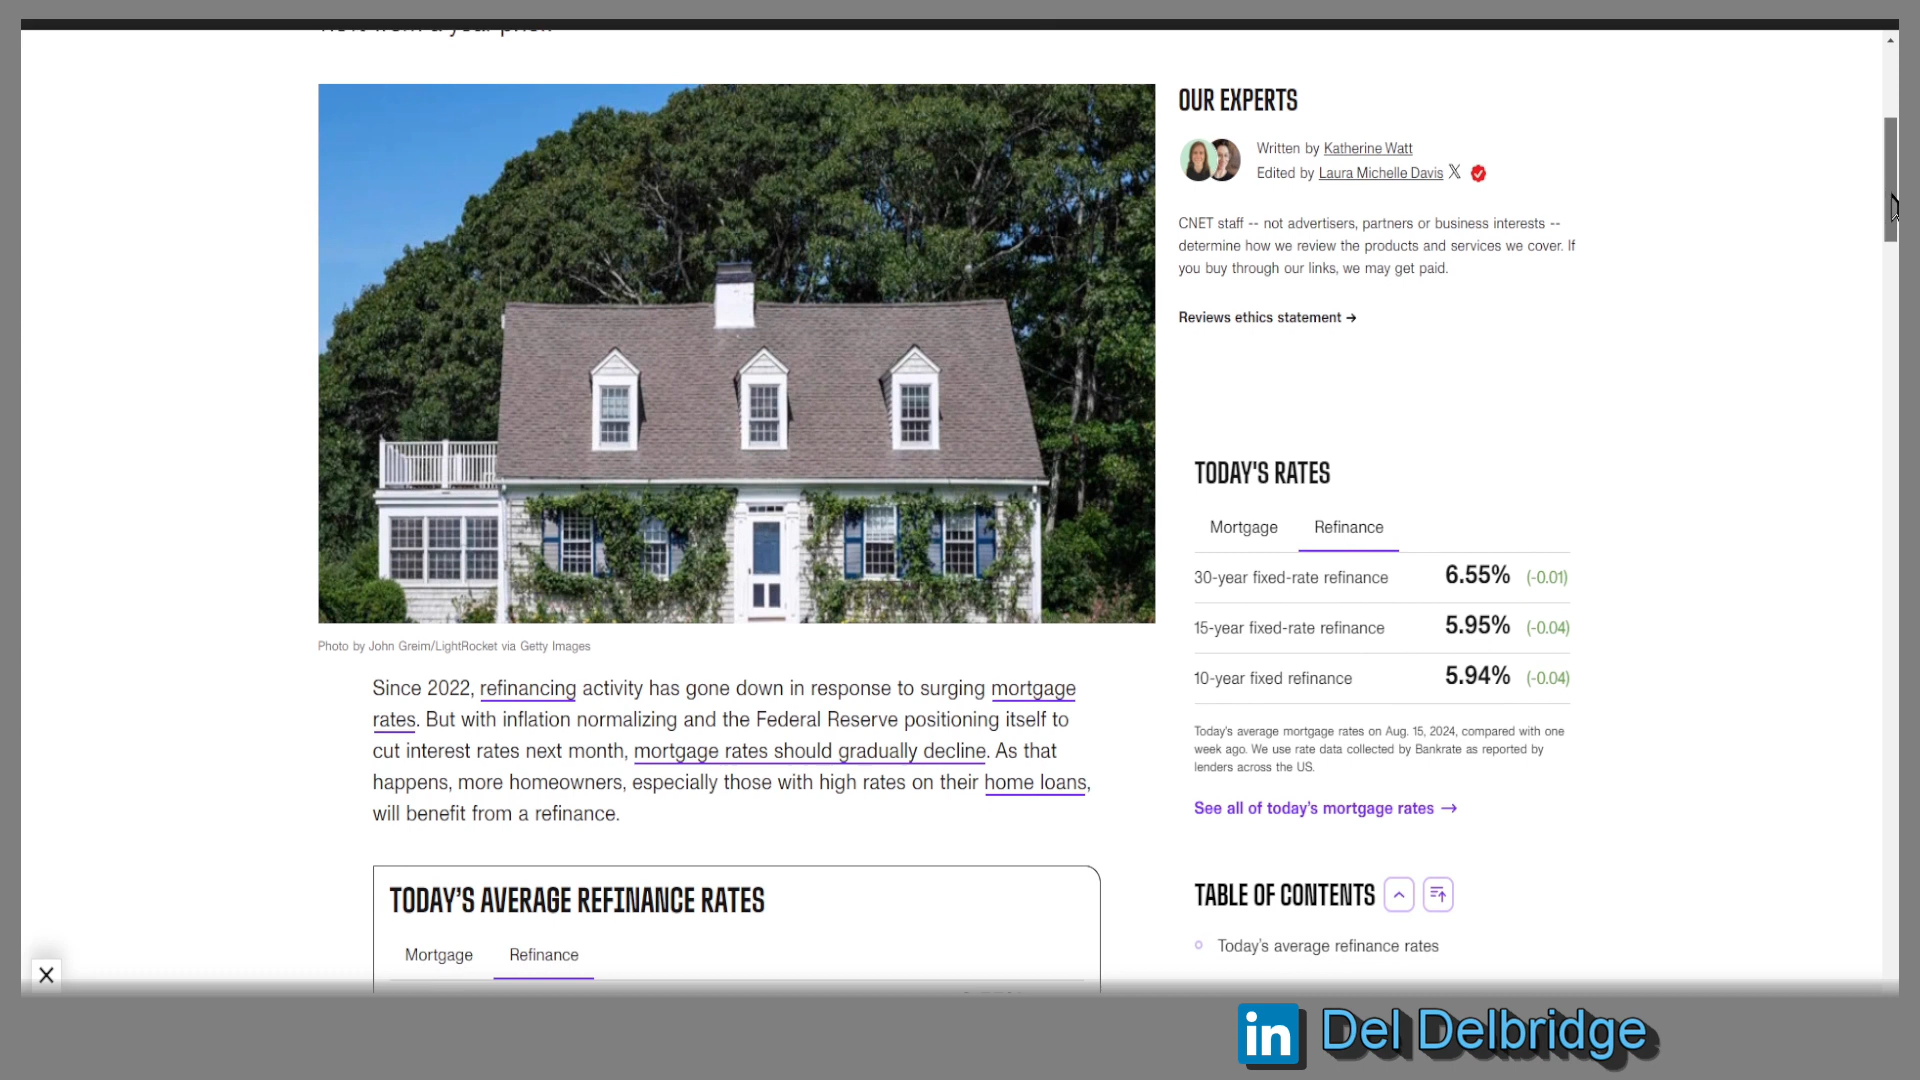 OUR EXPERTS
Written by Katherine Watt
Edited by Laura Michelle Davis
CNET staff -- not advertisers, partners or business interests --
determine how we review the products and services we cover. If
you buy through our links, we may get paid.
Reviews ethics statement →
Photo by John Greim/LightRocket via Getty Images
Since 2022, refinancing activity has gone down in response to surging mortgage
rates. But with inflation normalizing and the Federal Reserve positioning itself to
cut interest rates next month, mortgage rates should gradually decline. As that
happens, more homeowners, especially those with high rates on their home loans,
will benefit from a refinance.
TODAY'S AVERAGE REFINANCE RATES
Mortgage Refinance
TODAY'S RATES
Mortgage Refinance
30-year fixed-rate refinance 6.55% (-0.01)
15-year fixed-rate refinance 5.95% (-0.04)
10-year fixed refinance 5.94% (-0.04)
Today's average mortgage rates on Aug. 15, 2024, compared with one
week ago. We use rate data collected by Bankrate as reported by
lenders across the US.
See all of today's mortgage rates →
TABLE OF CONTENTS
Today's average refinance rates
in Del Delbridge